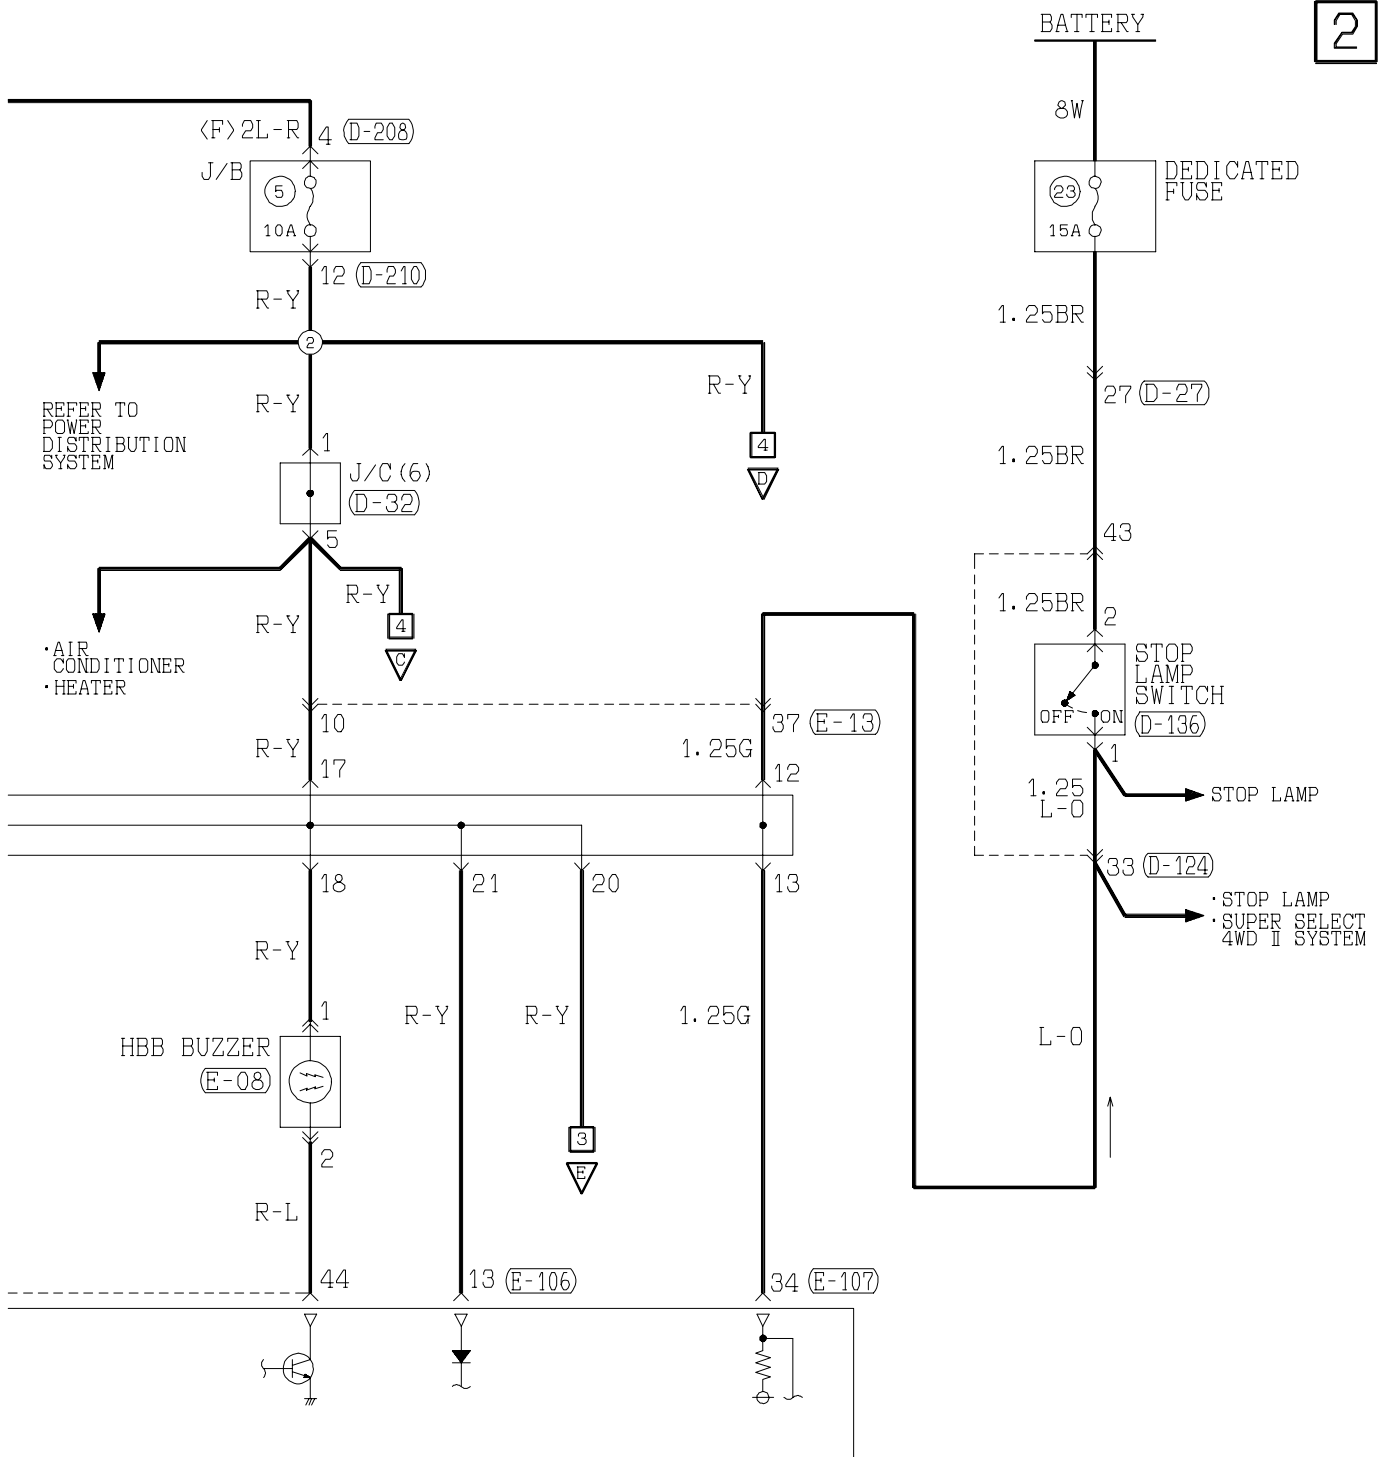 BATTERY
2
8W
<F>2L-R 4 (D-208)
J/B
5
10A
DEDICATED
FUSE
23
15A
12 (D-210)
R-Y
1.25BR
2
R-Y
R-Y
27 (D-27)
REFER TO
POWER
DISTRIBUTION
SYSTEM
4
D
1
1.25BR
J/C(6)
(D-32)
5
43
R-Y
R-Y
4
C
1.25BR
2
·AIR
CONDITIONER
·HEATER
STOP
LAMP
SWITCH
(D-136)
OFF ON
10
37 (E-13)
R-Y
1.25G
17
12
1
1.25
L-O
STOP LAMP
33 (D-124)
18
21
20
13
·STOP LAMP
·SUPER SELECT
4WD Ⅱ SYSTEM
R-Y
1
R-Y
R-Y
1.25G
L-O
HBB BUZZER
(E-08)
2
3
E
R-L
44
13 (E-106)
34 (E-107)